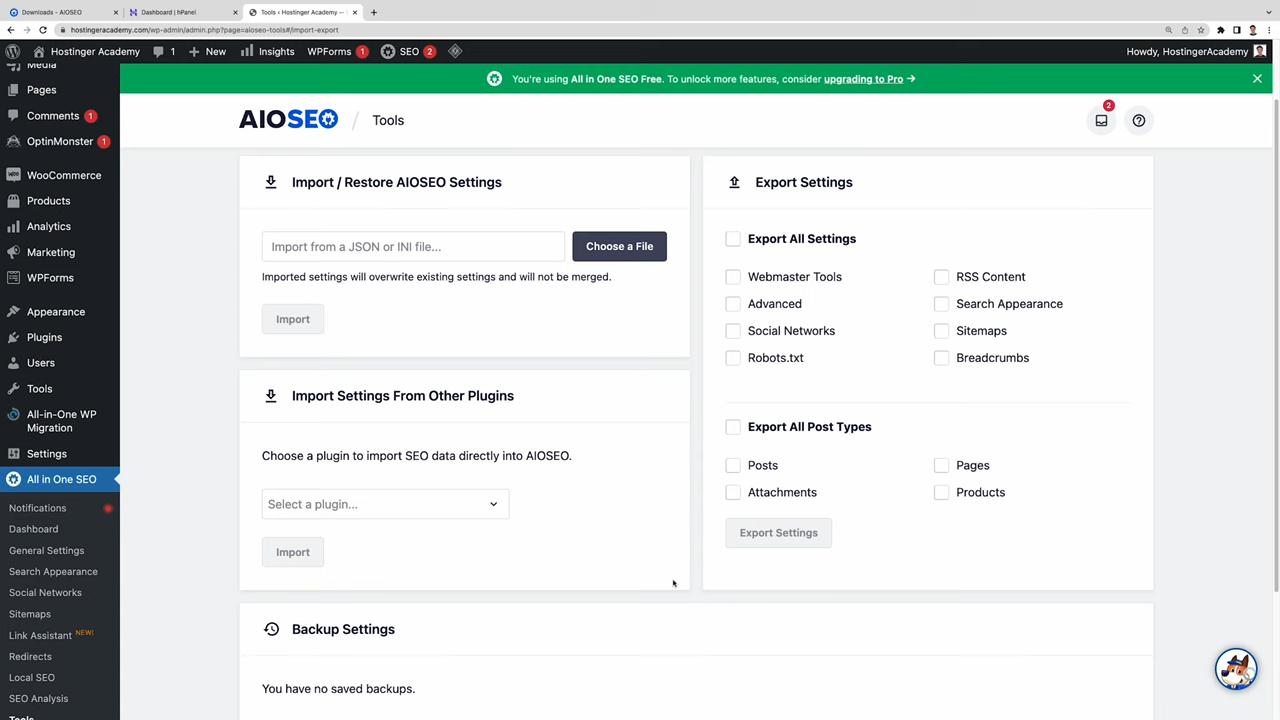 Downloads - AIOSEO
Dashboard | hPanel
Tools ‹ Hostinger Academy —
hostingeracademy.com/wp-admin/admin.php?page=aioseo-tools#/import-export
Hostinger Academy
1
New
Insights
WPForms 1
SEO 2
Howdy, HostingerAcademy
Media
Pages
Comments 1
OptinMonster 1
WooCommerce
Products
Analytics
Marketing
WPForms
Appearance
Plugins
Users
Tools
All-in-One WP
Migration
Settings
All in One SEO
Notifications
Dashboard
General Settings
Search Appearance
Social Networks
Sitemaps
Link Assistant NEW!
Redirects
Local SEO
SEO Analysis
Tools
You're using All in One SEO Free. To unlock more features, consider upgrading to Pro →
AIOSEO / Tools
2
Import / Restore AIOSEO Settings
Import from a JSON or INI file...
Choose a File
Imported settings will overwrite existing settings and will not be merged.
Import
Import Settings From Other Plugins
Choose a plugin to import SEO data directly into AIOSEO.
Select a plugin...
Import
Export Settings
Export All Settings
Webmaster Tools
RSS Content
Advanced
Search Appearance
Social Networks
Sitemaps
Robots.txt
Breadcrumbs
Export All Post Types
Posts
Pages
Attachments
Products
Export Settings
Backup Settings
You have no saved backups.